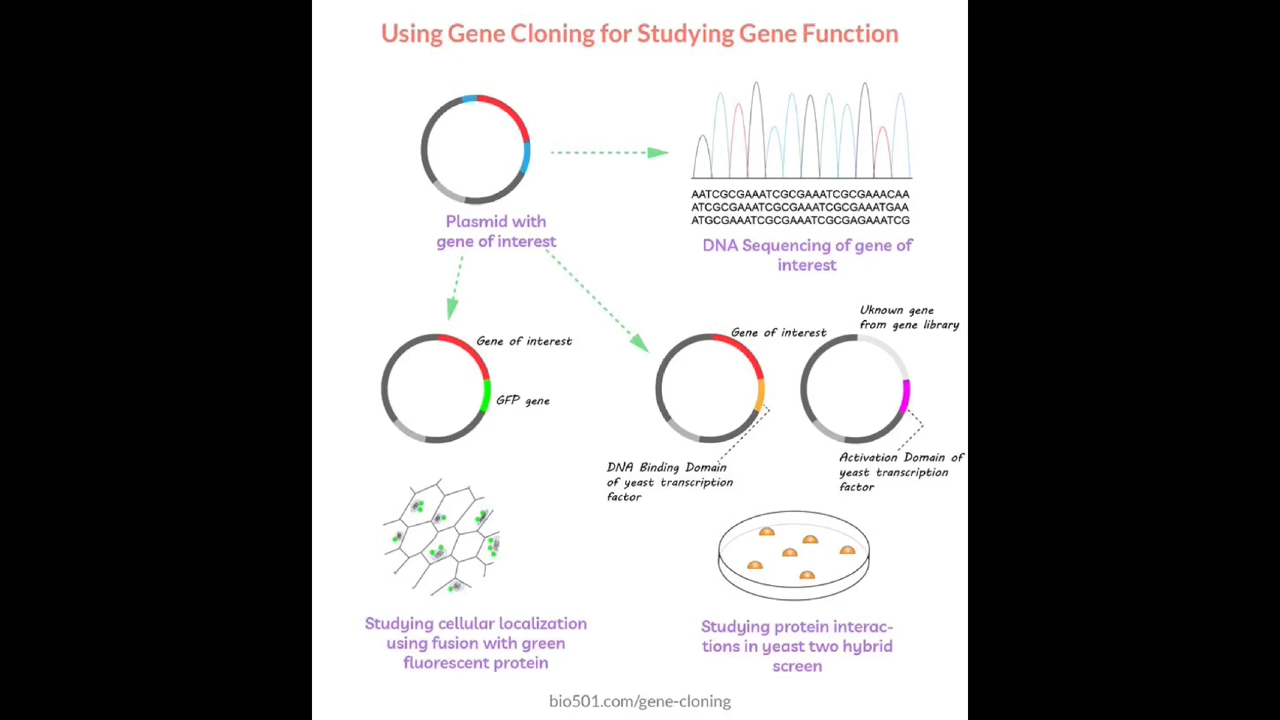 Using Gene Cloning for Studying Gene Function
Plasmid with
gene of interest
AATCGCGAAATCGCGAAATCGCGAAACAA
ATCGCGAAATCGCGAAATCGCGAAATGAA
ATGCGAAATCGCGAAATCGCGAGAAATCG
DNA Sequencing of gene of
interest
Gene of interest
GFP gene
Gene of interest
Uknown gene
from gene library
DNA Binding Domain
of yeast transcription
factor
Activation Domain of
yeast transcription
factor
Studying cellular localization
using fusion with green
fluorescent protein
Studying protein interac-
tions in yeast two hybrid
screen
bio501.com/gene-cloning